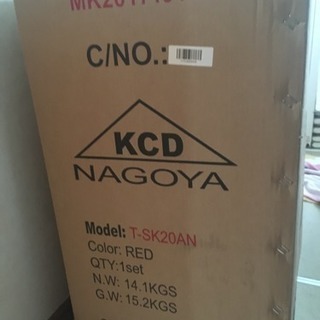 C/NO.:
KCD
NAGOYA
Model: T-SK20AN
Color: RED
QTY:1set
N.W: 14.1KGS
G.W: 15.2KGS